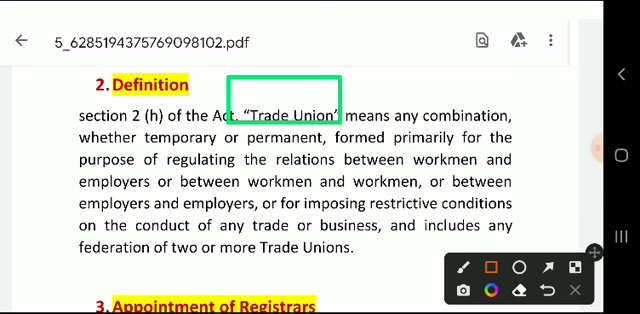 5_6285194375769098102.pdf
2. Definition
section 2 (h) of the Act. “Trade Union” means any combination,
whether temporary or permanent, formed primarily for the
purpose of regulating the relations between workmen and
employers or between workmen and workmen, or between
employers and employers, or for imposing restrictive conditions
on the conduct of any trade or business, and includes any
federation of two or more Trade Unions.
3. Appointment of Registrars